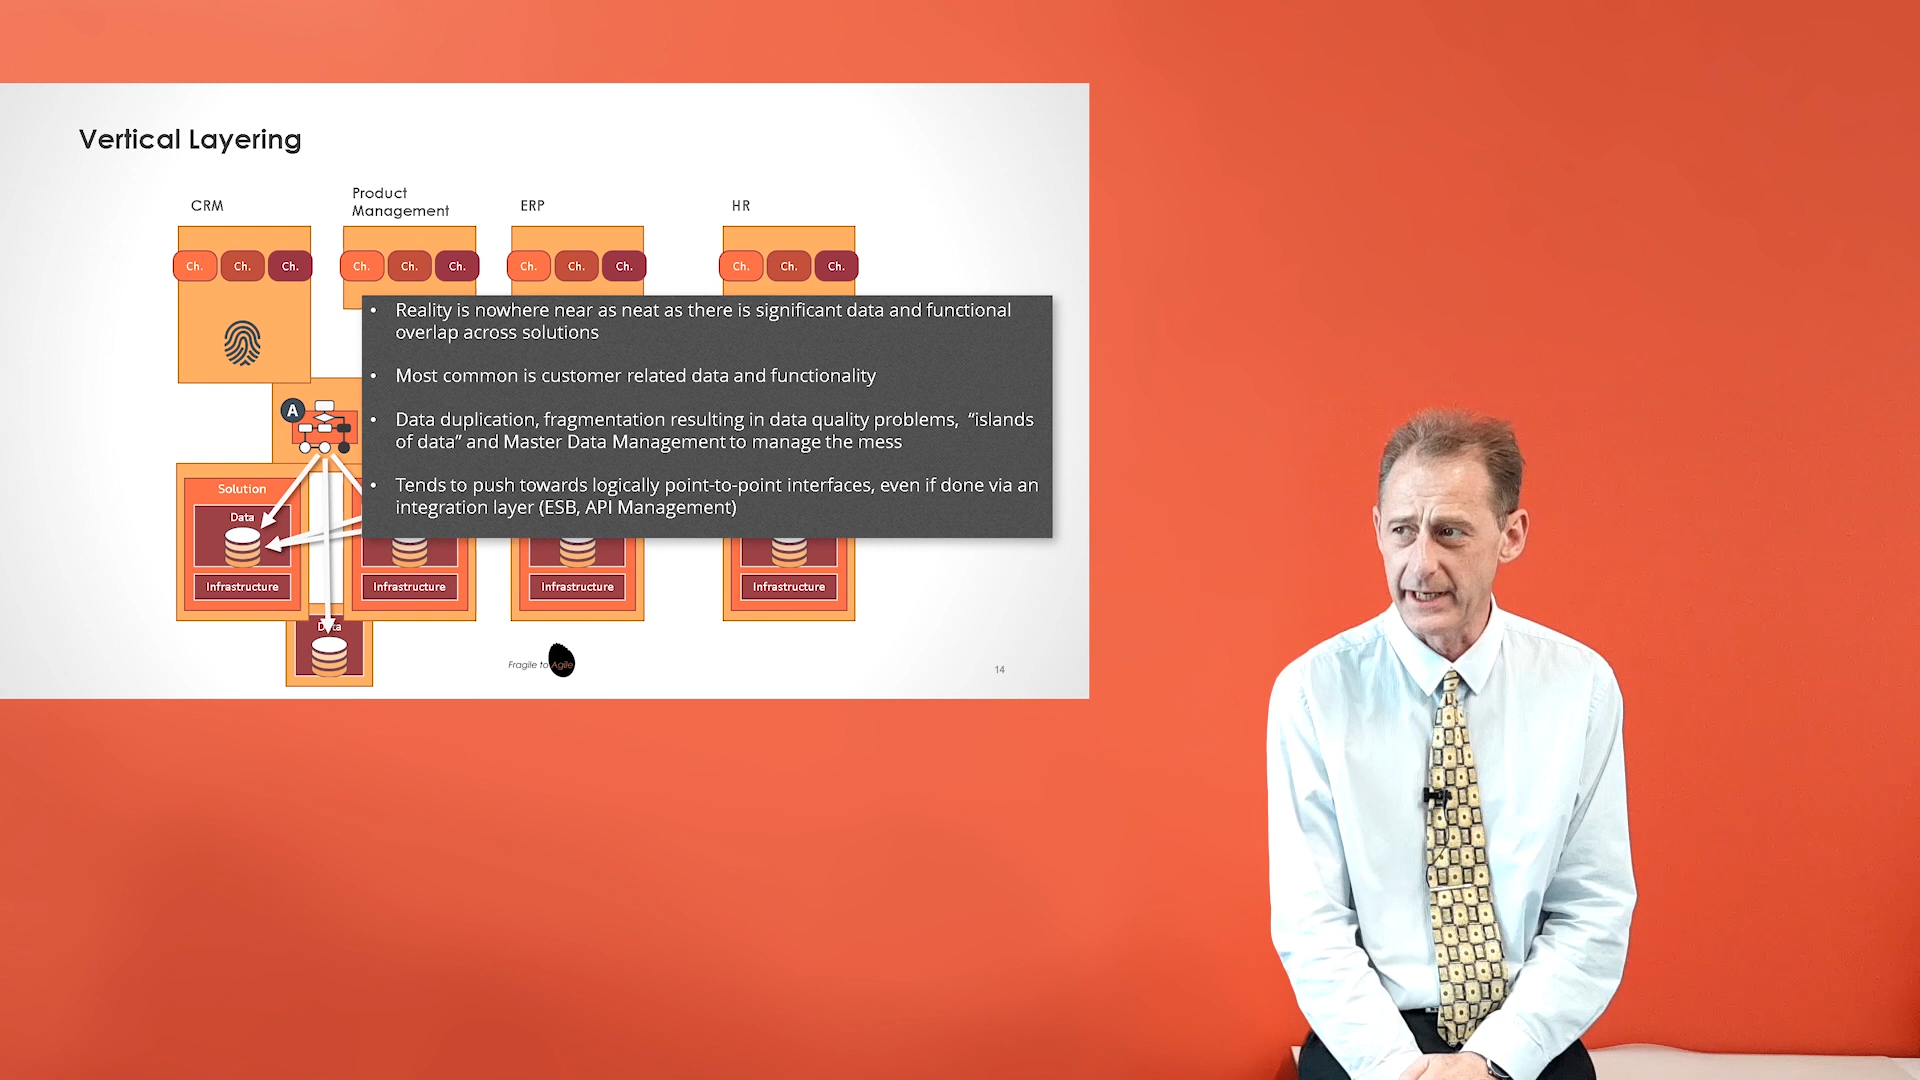 Vertical Layering
CRM
Product
Management
ERP
HR
Ch. Ch. Ch.
Ch. Ch. Ch.
Ch. Ch. Ch.
Ch. Ch. Ch.
• Reality is nowhere near as neat as there is significant data and functional
overlap across solutions
• Most common is customer related data and functionality
• Data duplication, fragmentation resulting in data quality problems, “islands
of data” and Master Data Management to manage the mess
• Tends to push towards logically point-to-point interfaces, even if done via an
integration layer (ESB, API Management)
A
Solution
Data
Infrastructure
Infrastructure
Infrastructure
Infrastructure
Data
Fragile to Agile
14